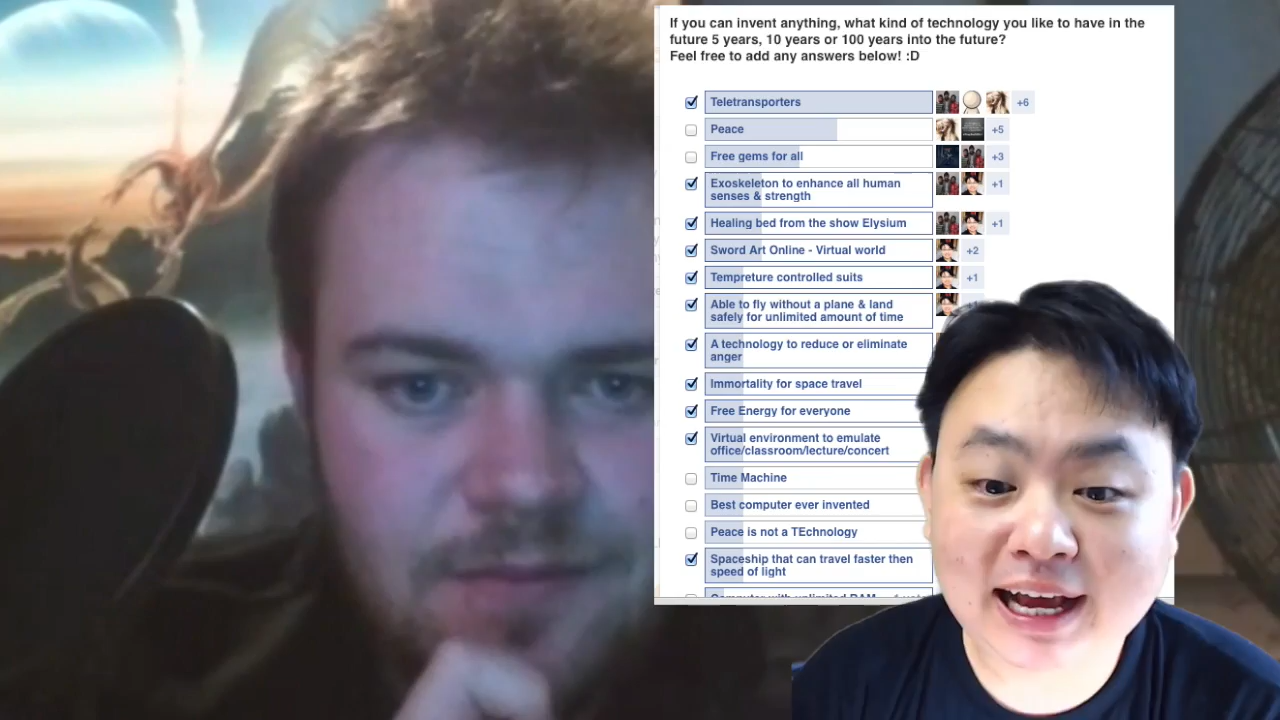 If you can invent anything, what kind of technology you like to have in the
future 5 years, 10 years or 100 years into the future?
Feel free to add any answers below! :D
Teletransporters +6
Peace +5
Free gems for all +3
Exoskeleton to enhance all human +1
senses & strength
Healing bed from the show Elysium +1
Sword Art Online - Virtual world +2
Tempreture controlled suits +1
Able to fly without a plane & land
safely for unlimited amount of time
A technology to reduce or eliminate
anger
Immortality for space travel
Free Energy for everyone
Virtual environment to emulate
office/classroom/lecture/concert
Time Machine
Best computer ever invented
Peace is not a TEchnology
Spaceship that can travel faster then
speed of light
Computer with unlimited RAM